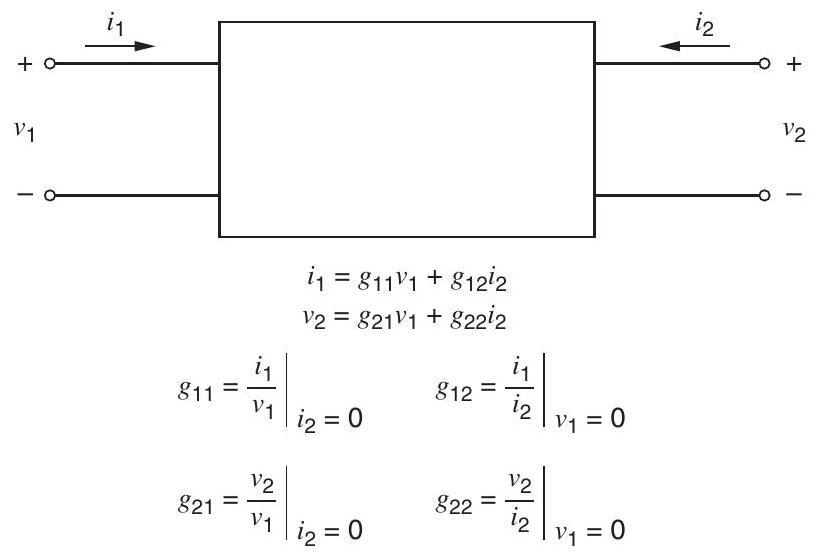 i₁ i₂
+ +
v₁ v₂
− −
i₁ = g₁₁v₁ + g₁₂i₂
v₂ = g₂₁v₁ + g₂₂i₂
g₁₁ = i₁/v₁ | i₂ = 0 g₁₂ = i₁/i₂ | v₁ = 0
g₂₁ = v₂/v₁ | i₂ = 0 g₂₂ = v₂/i₂ | v₁ = 0